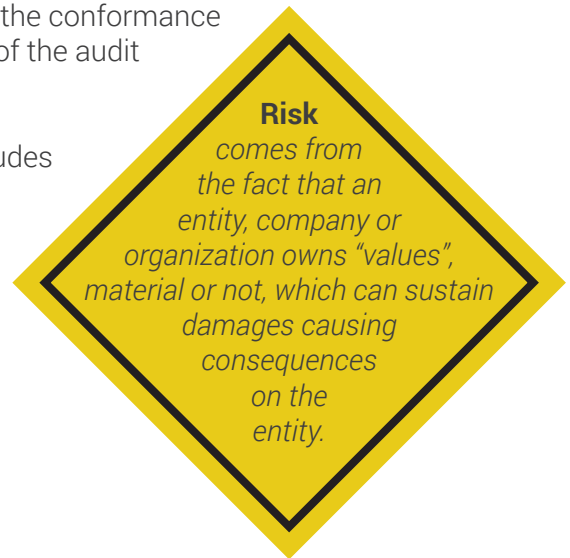 the conformance
of the audit
udes
Risk
comes from
the fact that an
entity, company or
organization owns “values”,
material or not, which can sustain
damages causing
consequences
on the
entity.